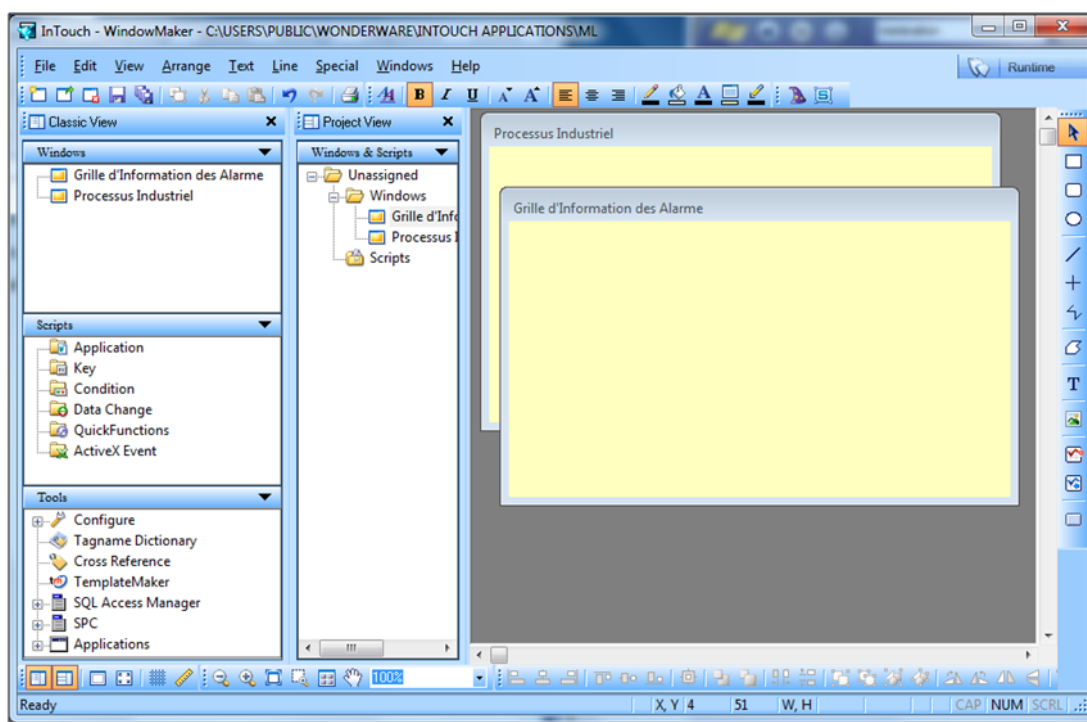 InTouch - WindowMaker - C:\USERS\PUBLIC\WONDERWARE\INTOUCH APPLICATIONS\ML
File Edit View Arrange Text Line Special Windows Help
Runtime
Classic View
Windows
Grille d'Information des Alarme
Processus Industriel
Scripts
Application
Key
Condition
Data Change
QuickFunctions
ActiveX Event
Tools
Configure
Tagname Dictionary
Cross Reference
TemplateMaker
SQL Access Manager
SPC
Applications
Project View
Windows & Scripts
Unassigned
Windows
Grille d'Info
Processus I
Scripts
Processus Industriel
Grille d'Information des Alarme
100%
Ready X, Y 4 51 W, H CAP NUM SCRL